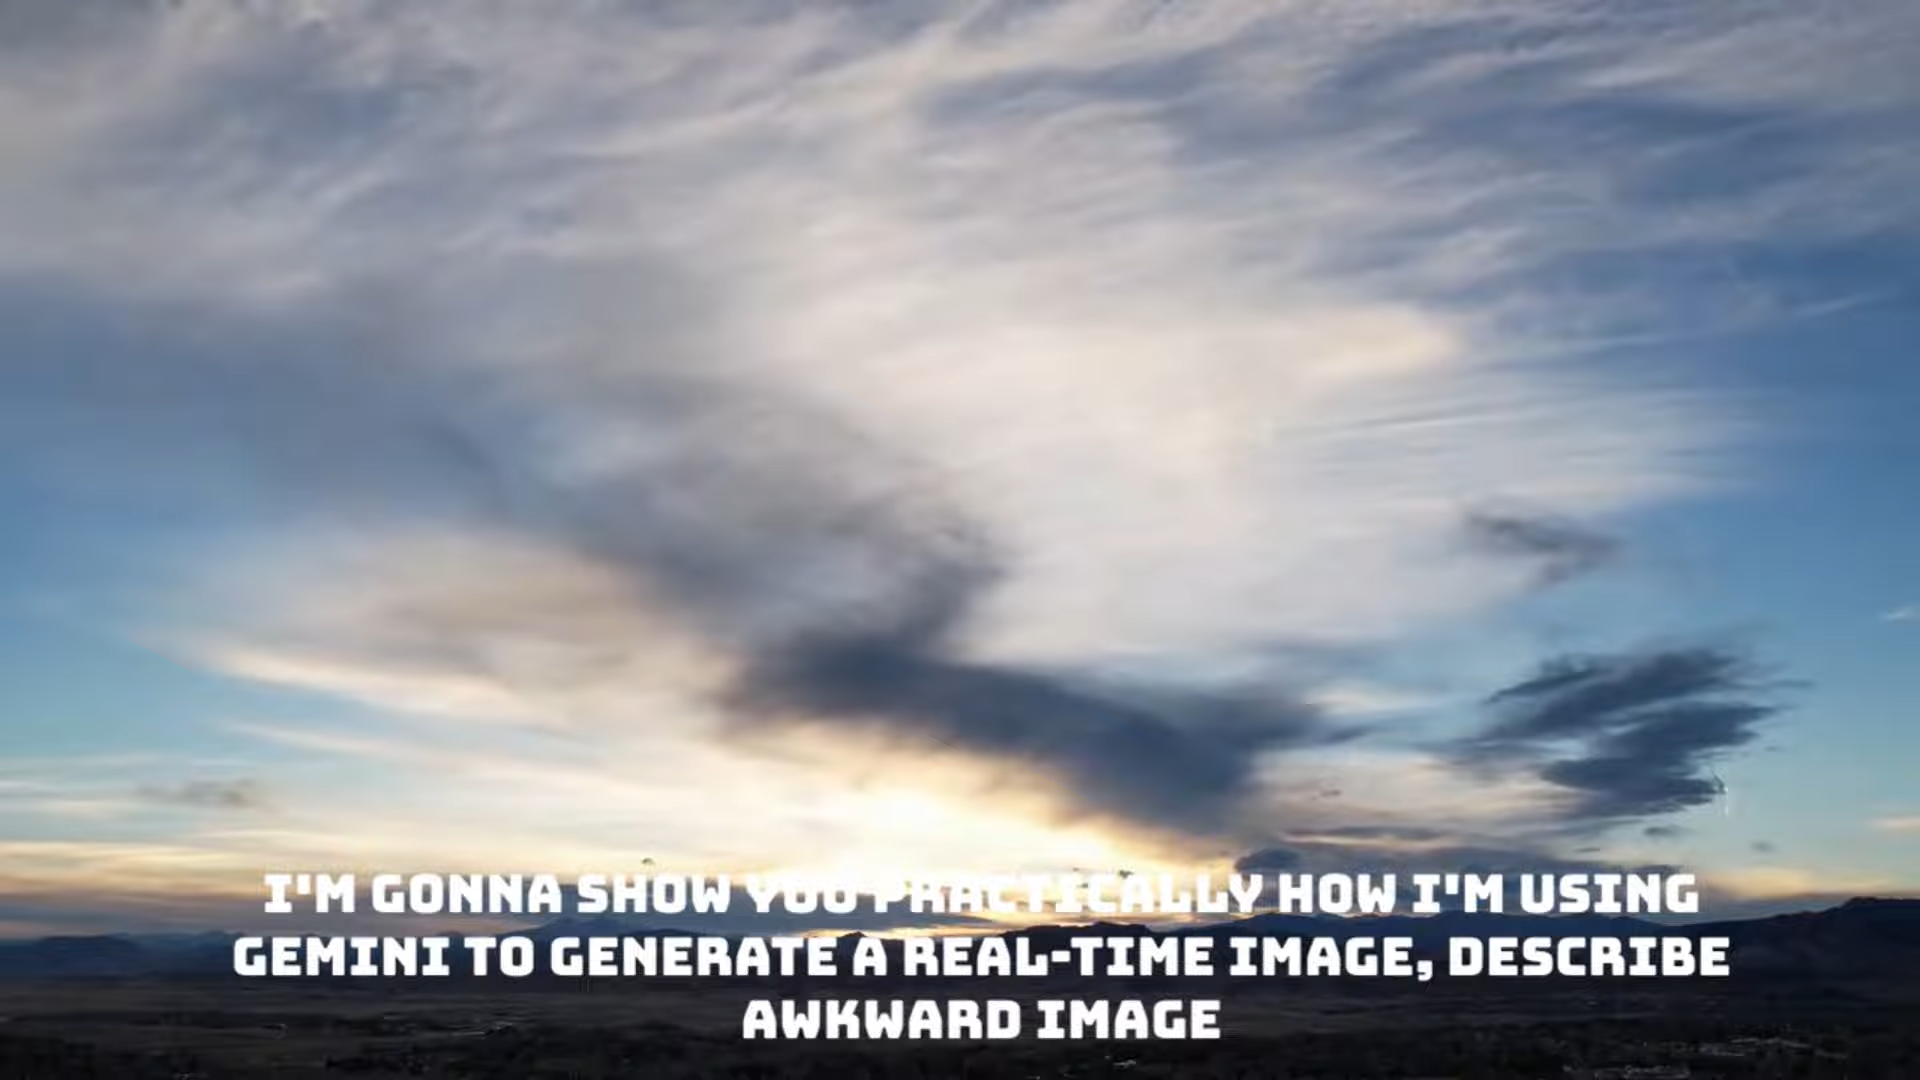 I'M GONNA SHOW YOU PRACTICALLY HOW I'M USING
GEMINI TO GENERATE A REAL-TIME IMAGE, DESCRIBE
AWKWARD IMAGE